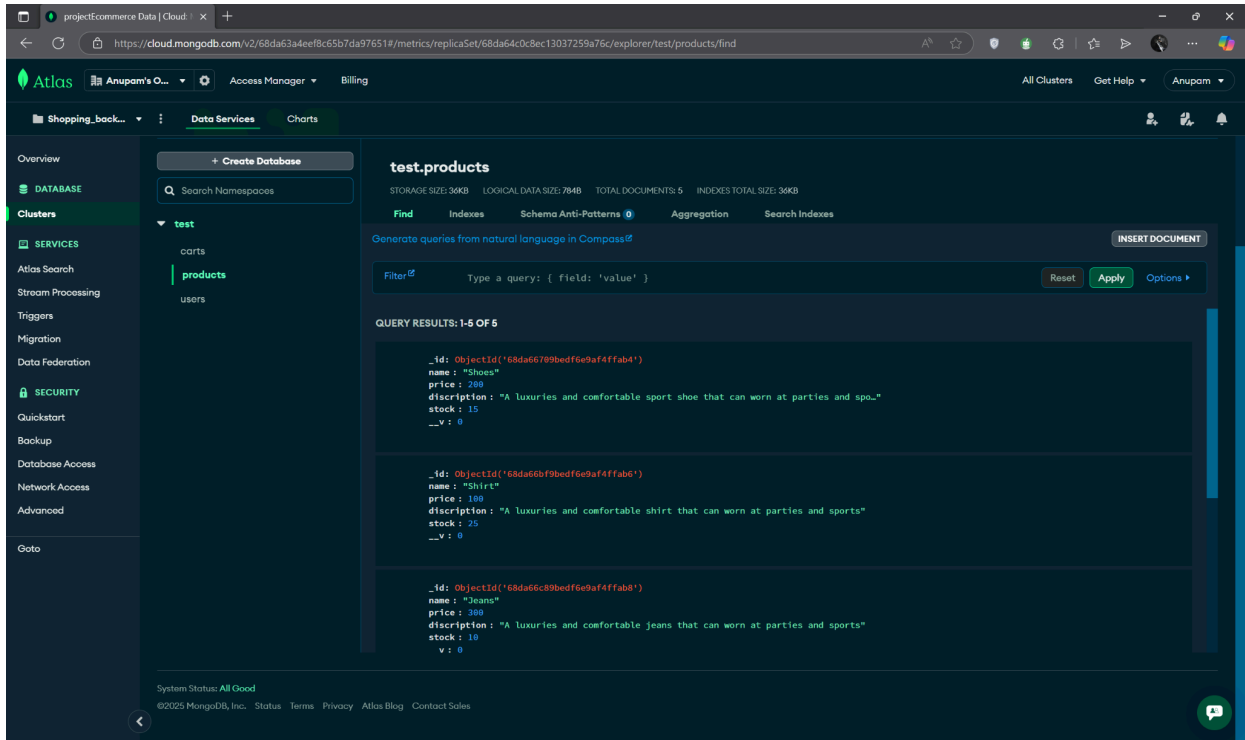 projectEcommerce Data | Cloud:
https://cloud.mongodb.com/v2/68da63a4eef8c65b7da97651#/metrics/replicaSet/68da64c0c8ec13037259a76c/explorer/test/products/find
Atlas Anupam's O... Access Manager Billing All Clusters Get Help Anupam
Shopping_back... Data Services Charts
Overview
DATABASE
Clusters
SERVICES
Atlas Search
Stream Processing
Triggers
Migration
Data Federation
SECURITY
Quickstart
Backup
Database Access
Network Access
Advanced
Goto
+ Create Database
Search Namespaces
test
carts
products
users
test.products
STORAGE SIZE: 36KB LOGICAL DATA SIZE: 784B TOTAL DOCUMENTS: 5 INDEXES TOTAL SIZE: 36KB
Find Indexes Schema Anti-Patterns 0 Aggregation Search Indexes
Generate queries from natural language in Compass
INSERT DOCUMENT
Filter Type a query: { field: 'value' } Reset Apply Options
QUERY RESULTS: 1-5 OF 5
_id: ObjectId('68da66709bedf6e9af4ffab4')
name : "Shoes"
price : 200
discription : "A luxuries and comfortable sport shoe that can worn at parties and spo…"
stock : 15
__v : 0
_id: ObjectId('68da66bf9bedf6e9af4ffab6')
name : "Shirt"
price : 100
discription : "A luxuries and comfortable shirt that can worn at parties and sports"
stock : 25
__v : 0
_id: ObjectId('68da66c89bedf6e9af4ffab8')
name : "Jeans"
price : 300
discription : "A luxuries and comfortable jeans that can worn at parties and sports"
stock : 10
__v : 0
System Status: All Good
©2025 MongoDB, Inc. Status Terms Privacy Atlas Blog Contact Sales